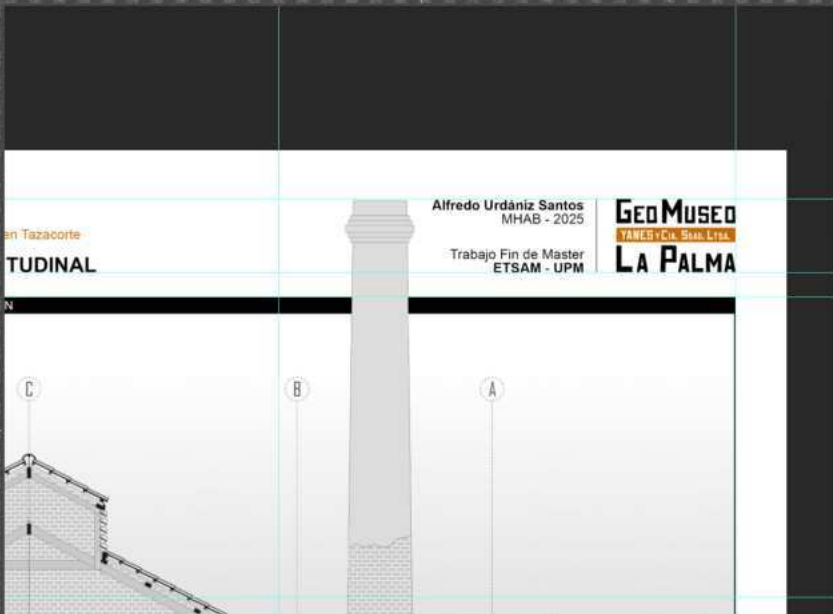 Alfredo Urdániz Santos
MHAB - 2025
Trabajo Fin de Master
ETSAM - UPM
GEOMUSEO
YANES Y CIA. SDAD. LTDA.
LA PALMA
en Tazacorte
TUDINAL
N
C
B
A